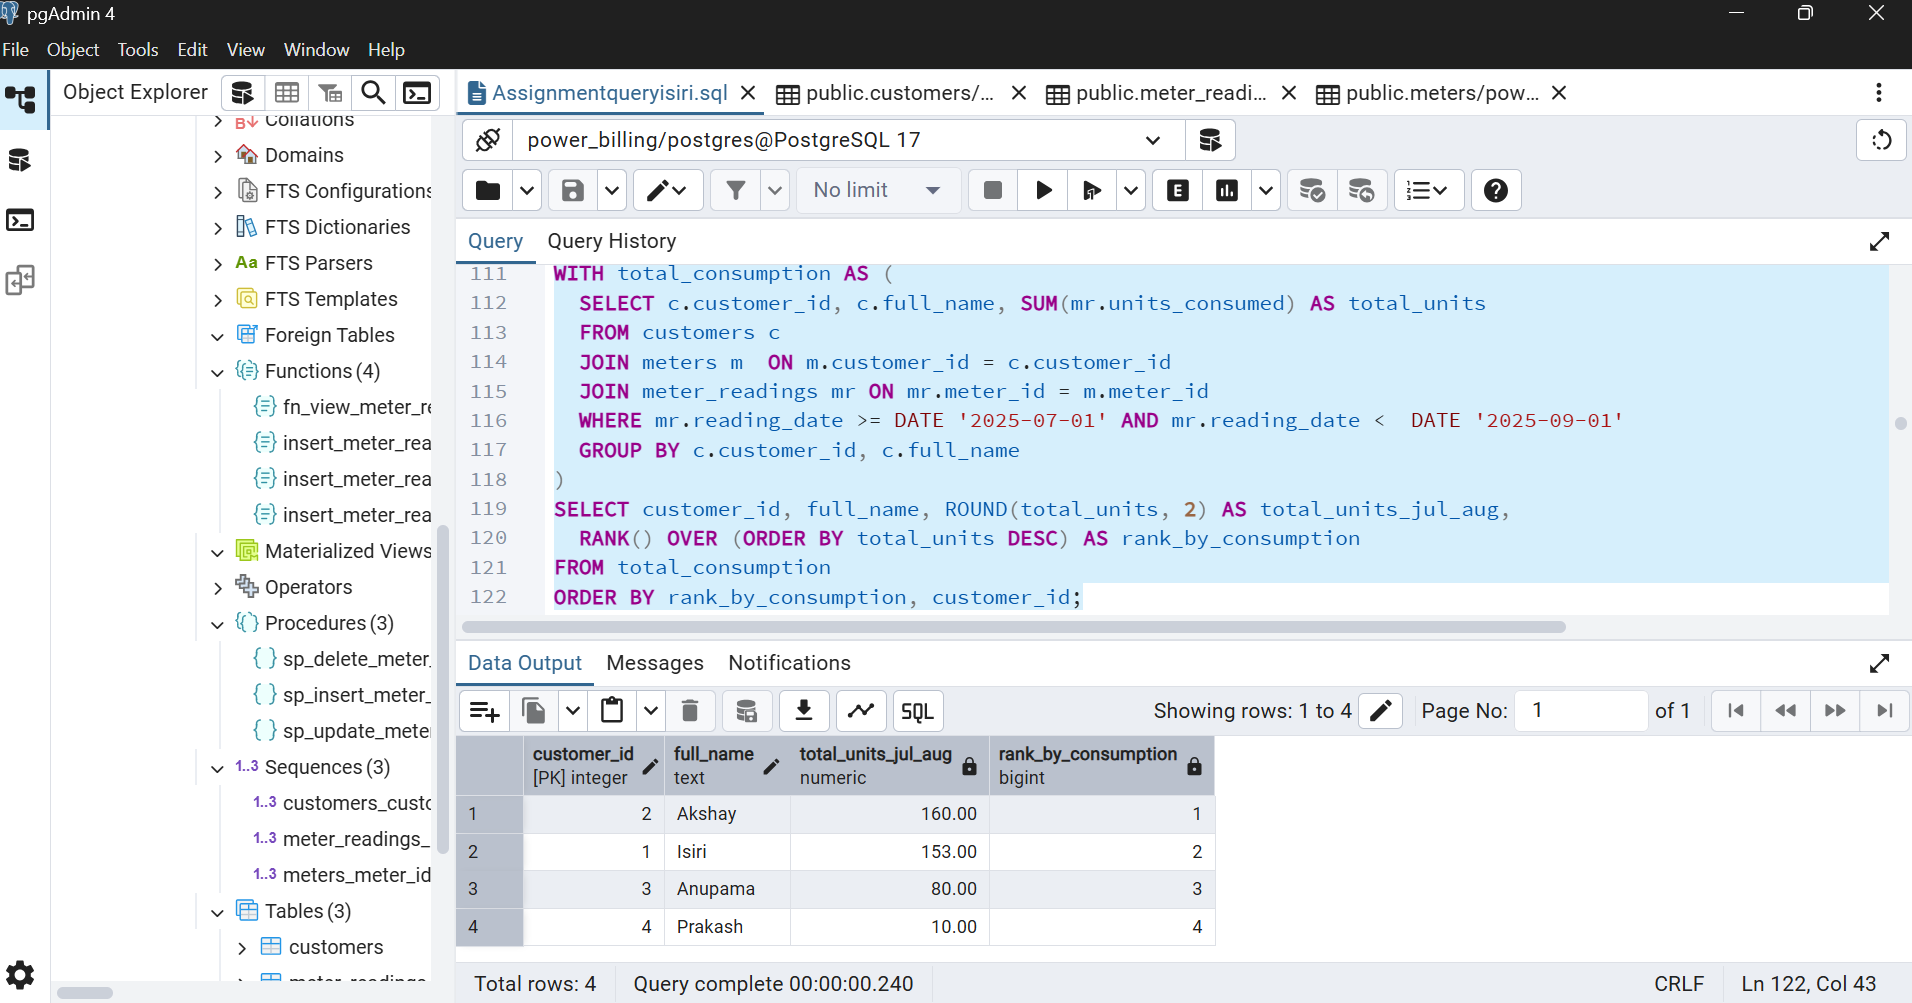 pgAdmin 4
File Object Tools Edit View Window Help
Object Explorer
Assignmentqueryisiri.sql
public.customers/...
public.meter_readi...
public.meters/pow...
power_billing/postgres@PostgreSQL 17
No limit
E
Query Query History
Collations
Domains
FTS Configurations
FTS Dictionaries
Aa FTS Parsers
FTS Templates
Foreign Tables
Functions (4)
fn_view_meter_re
insert_meter_rea
insert_meter_rea
insert_meter_rea
Materialized Views
Operators
Procedures (3)
sp_delete_meter_
sp_insert_meter_
sp_update_mete
1..3 Sequences (3)
1..3 customers_custo
1..3 meter_readings_
1..3 meters_meter_id
Tables (3)
customers
111 WITH total_consumption AS (
112 SELECT c.customer_id, c.full_name, SUM(mr.units_consumed) AS total_units
113 FROM customers c
114 JOIN meters m  ON m.customer_id = c.customer_id
115 JOIN meter_readings mr ON mr.meter_id = m.meter_id
116 WHERE mr.reading_date >= DATE '2025-07-01' AND mr.reading_date <  DATE '2025-09-01'
117 GROUP BY c.customer_id, c.full_name
118 )
119 SELECT customer_id, full_name, ROUND(total_units, 2) AS total_units_jul_aug,
120 RANK() OVER (ORDER BY total_units DESC) AS rank_by_consumption
121 FROM total_consumption
122 ORDER BY rank_by_consumption, customer_id;
Data Output Messages Notifications
SQL
Showing rows: 1 to 4
Page No: 1 of 1
customer_id full_name total_units_jul_aug rank_by_consumption
[PK] integer text numeric bigint
1 2 Akshay 160.00 1
2 1 Isiri 153.00 2
3 3 Anupama 80.00 3
4 4 Prakash 10.00 4
Total rows: 4 Query complete 00:00:00.240 CRLF Ln 122, Col 43